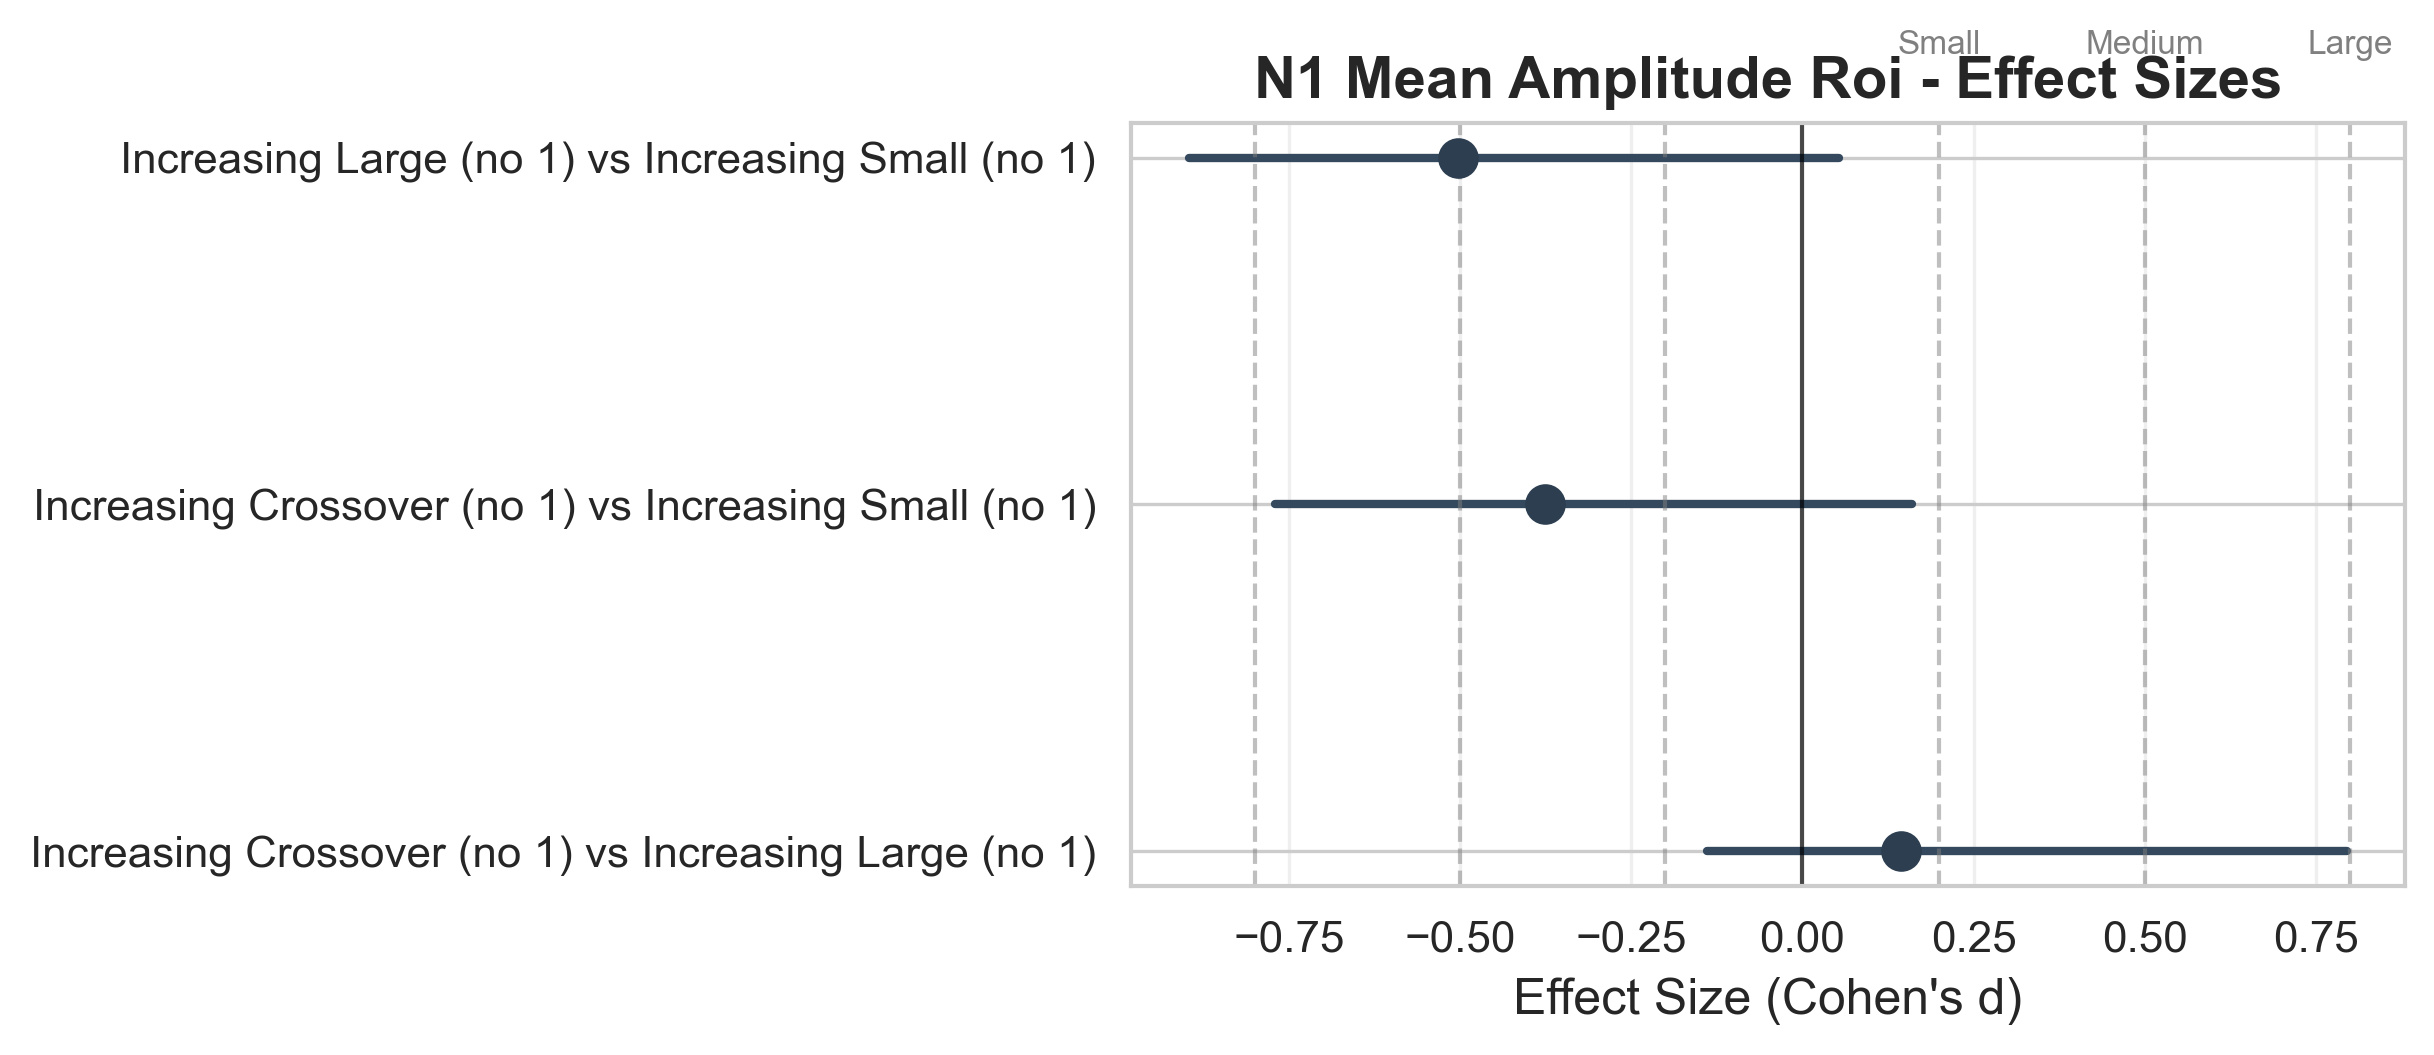 Small Medium Large
N1 Mean Amplitude Roi - Effect Sizes
Increasing Large (no 1) vs Increasing Small (no 1)
Increasing Crossover (no 1) vs Increasing Small (no 1)
Increasing Crossover (no 1) vs Increasing Large (no 1)
−0.75 −0.50 −0.25 0.00 0.25 0.50 0.75
Effect Size (Cohen's d)